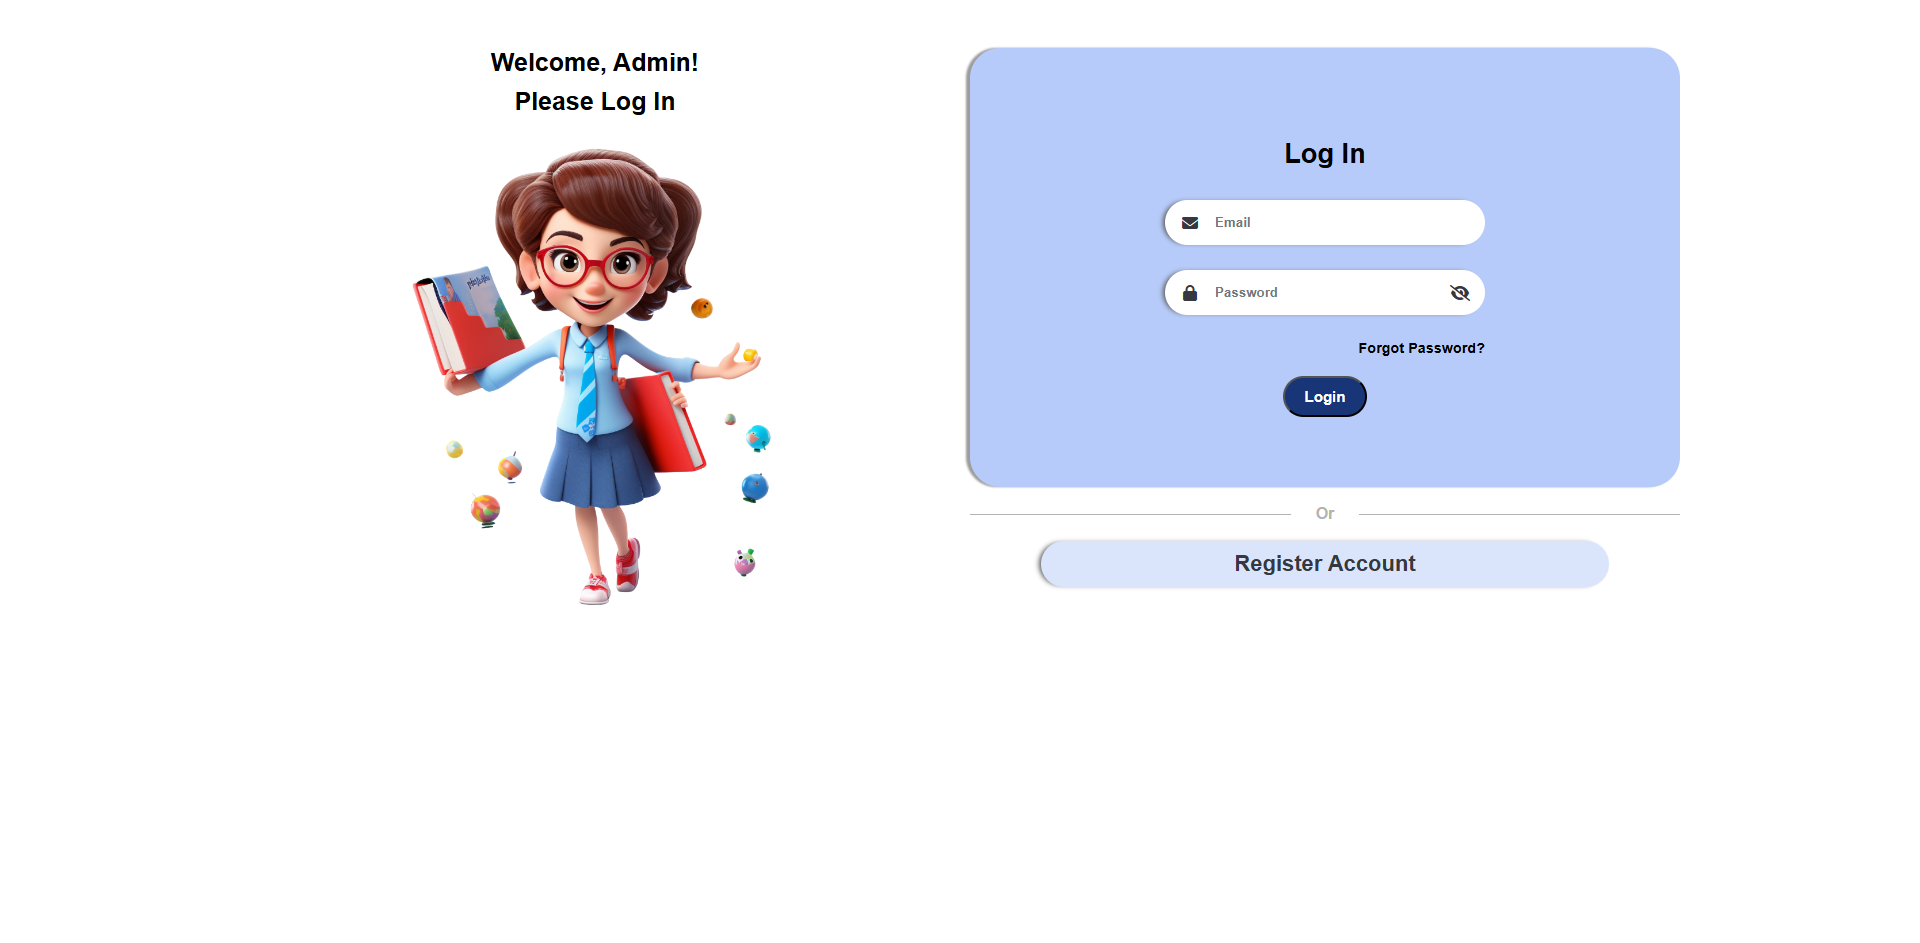 Welcome, Admin!
Please Log In
Log In
Email
Password
Forgot Password?
Login
Or
Register Account